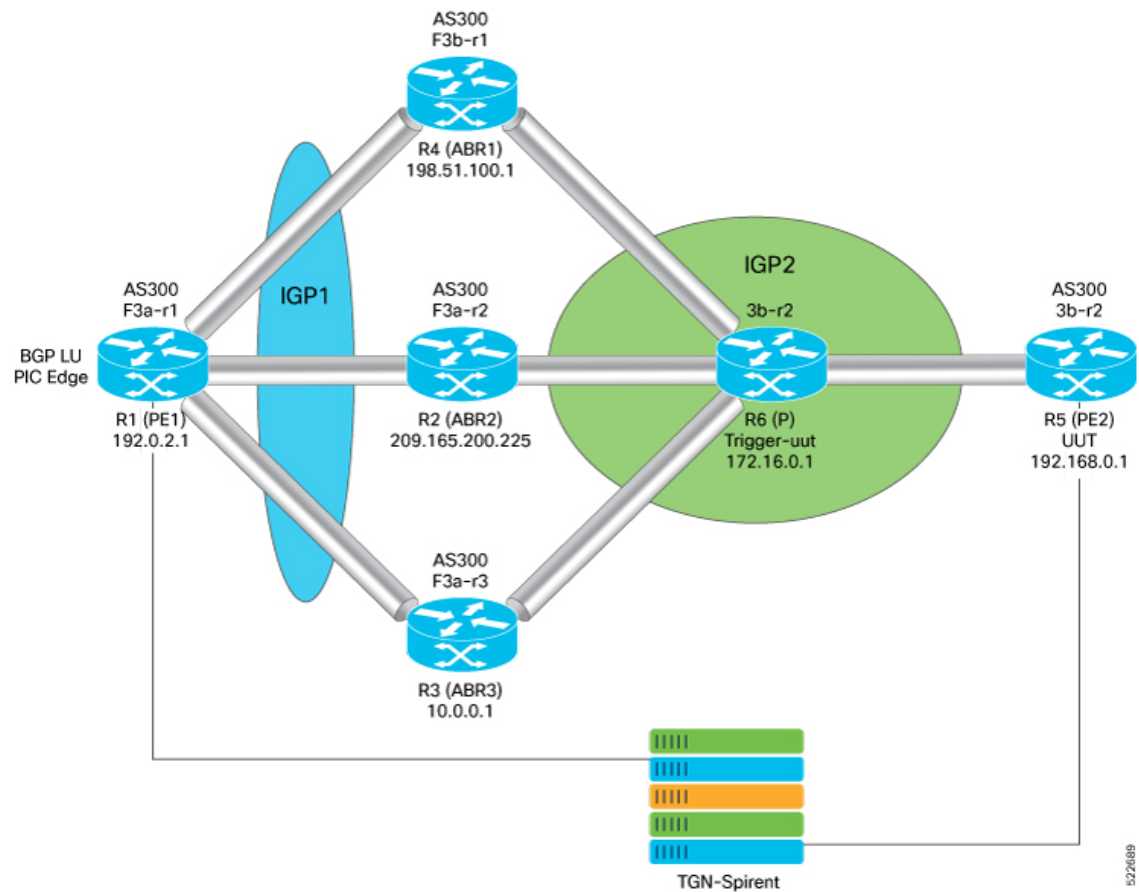 AS300
F3b-r1
R4 (ABR1)
198.51.100.1
IGP1
IGP2
AS300
F3a-r1
BGP LU
PIC Edge
R1 (PE1)
192.0.2.1
AS300
F3a-r2
R2 (ABR2)
209.165.200.225
3b-r2
R6 (P)
Trigger-uut
172.16.0.1
AS300
3b-r2
R5 (PE2)
UUT
192.168.0.1
AS300
F3a-r3
R3 (ABR3)
10.0.0.1
TGN-Spirent
522689